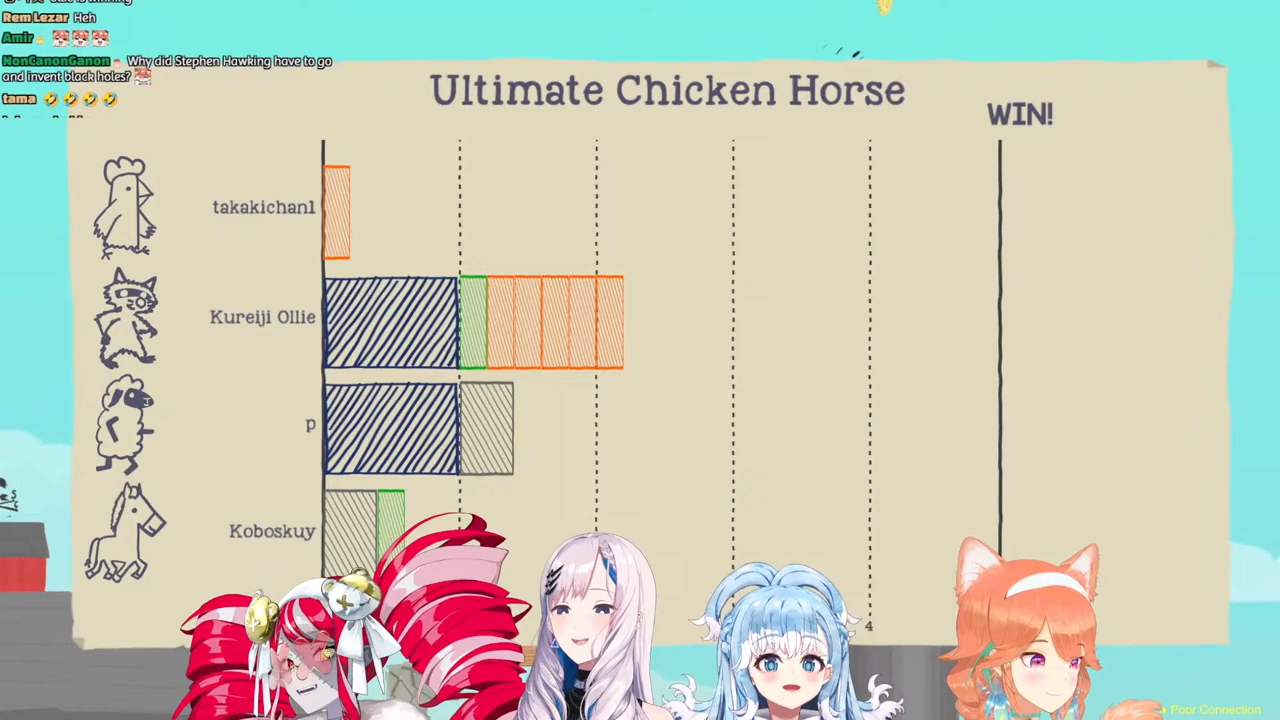 Rem Lezar Heh
Amir
NonCanonGanon Why did Stephen Hawking have to go
and invent black holes?
tama
Ultimate Chicken Horse
WIN!
takakichan1
Kureiji Ollie
p
Koboskuy
4
Poor Connection